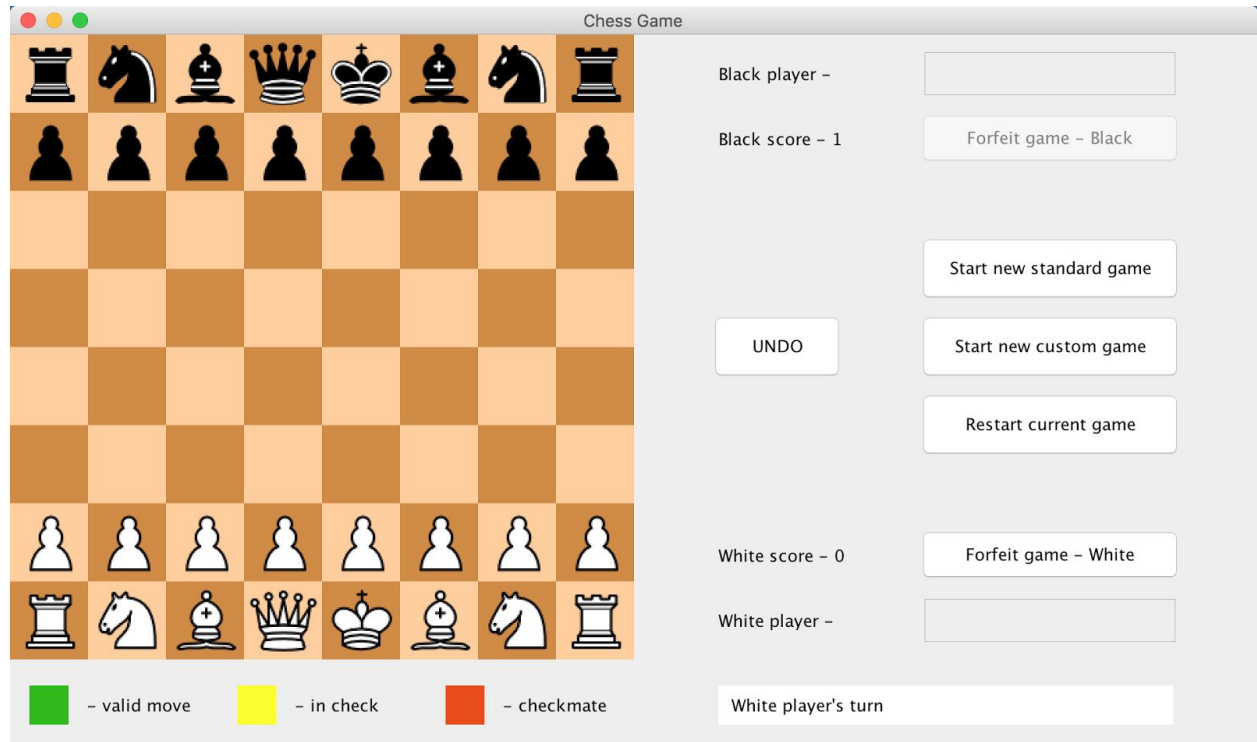 Chess Game
Black player –
Black score – 1
Forfeit game – Black
Start new standard game
UNDO
Start new custom game
Restart current game
White score – 0
Forfeit game – White
White player –
– valid move
– in check
– checkmate
White player's turn